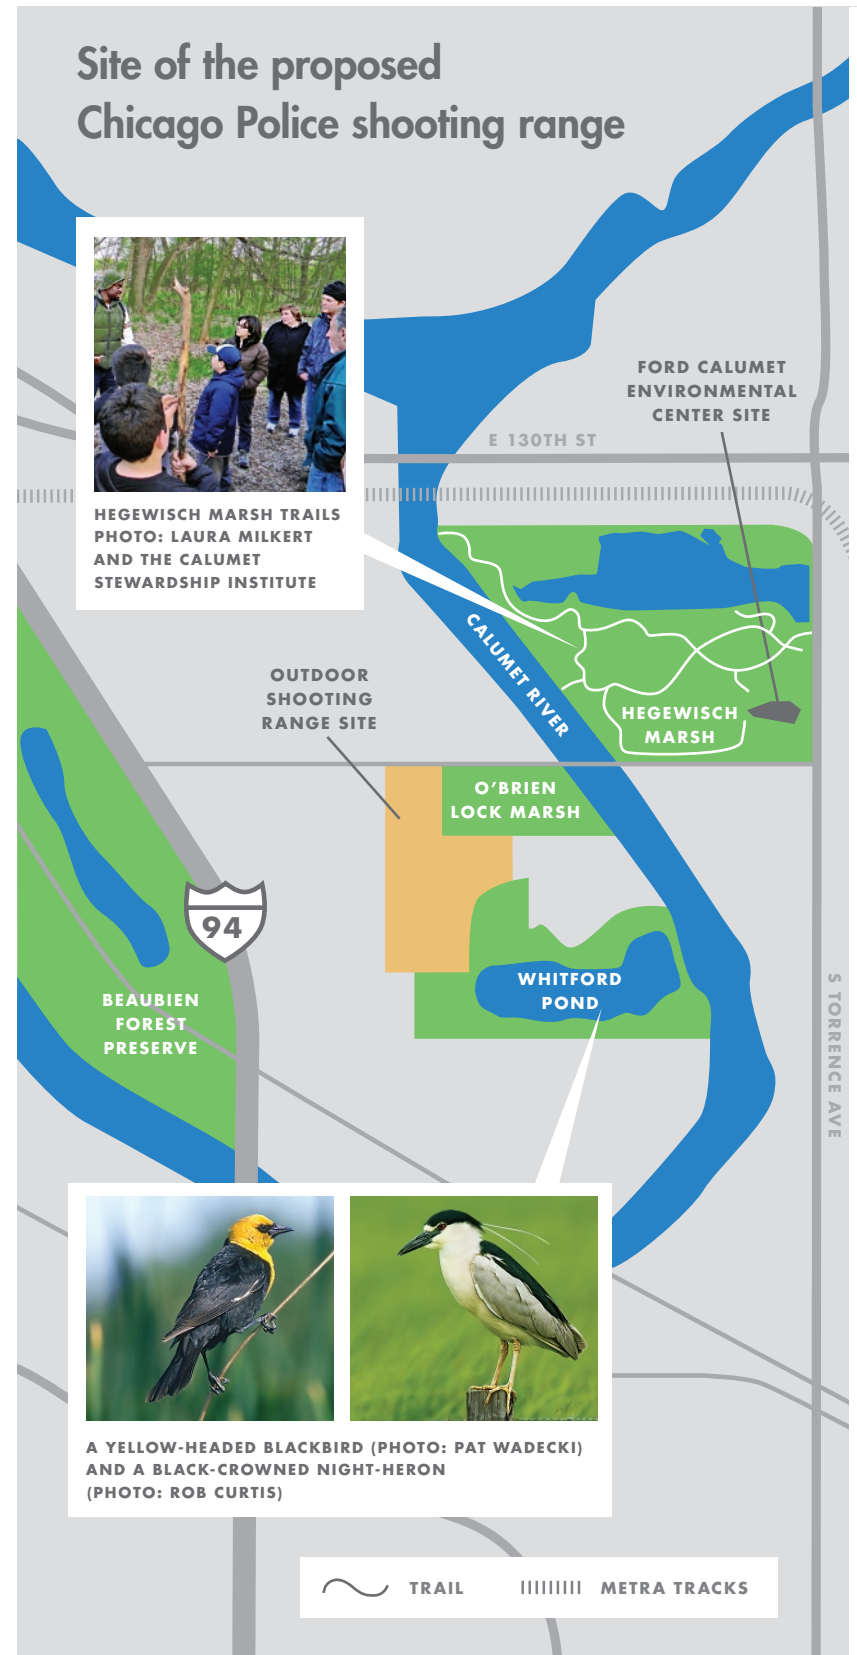 Site of the proposed
Chicago Police shooting range
FORD CALUMET
ENVIRONMENTAL
CENTER SITE
E 130TH ST
HEGEWISCH MARSH TRAILS
PHOTO: LAURA MILKERT
AND THE CALUMET
STEWARDSHIP INSTITUTE
CALUMET RIVER
OUTDOOR
SHOOTING
RANGE SITE
HEGEWISCH
MARSH
O'BRIEN
LOCK MARSH
94
WHITFORD
POND
BEAUBIEN
FOREST
PRESERVE
S TORRENCE AVE
A YELLOW-HEADED BLACKBIRD (PHOTO: PAT WADECKI)
AND A BLACK-CROWNED NIGHT-HERON
(PHOTO: ROB CURTIS)
TRAIL
METRA TRACKS